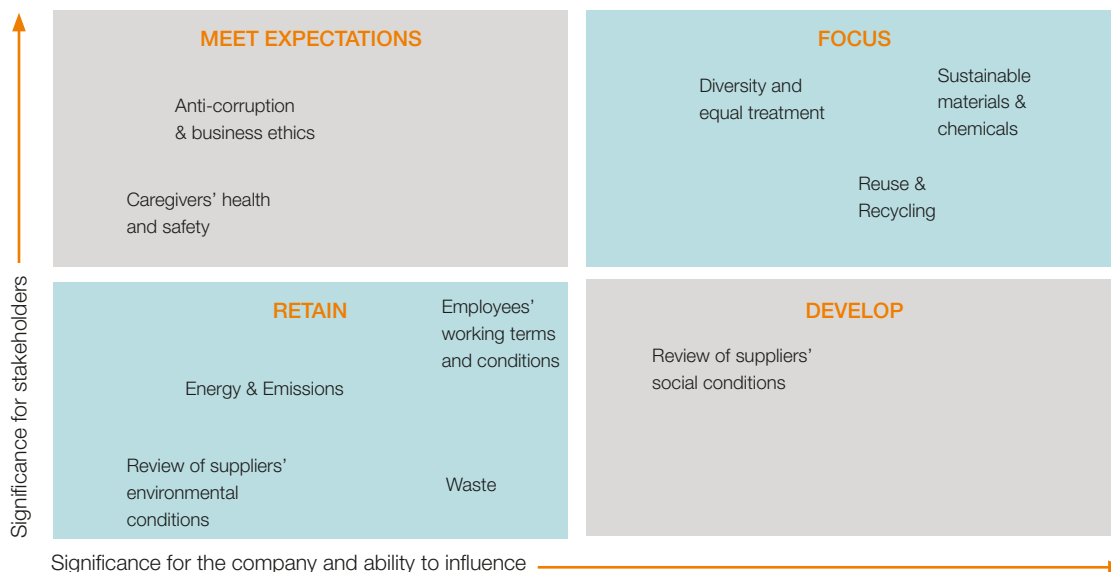 MEET EXPECTATIONS
Anti-corruption
& business ethics
Caregivers’ health
and safety
FOCUS
Diversity and
equal treatment
Sustainable
materials &
chemicals
Reuse &
Recycling
RETAIN
Employees’
working terms
and conditions
Energy & Emissions
Review of suppliers’
environmental
conditions
Waste
DEVELOP
Review of suppliers’
social conditions
Significance for stakeholders
Significance for the company and ability to influence